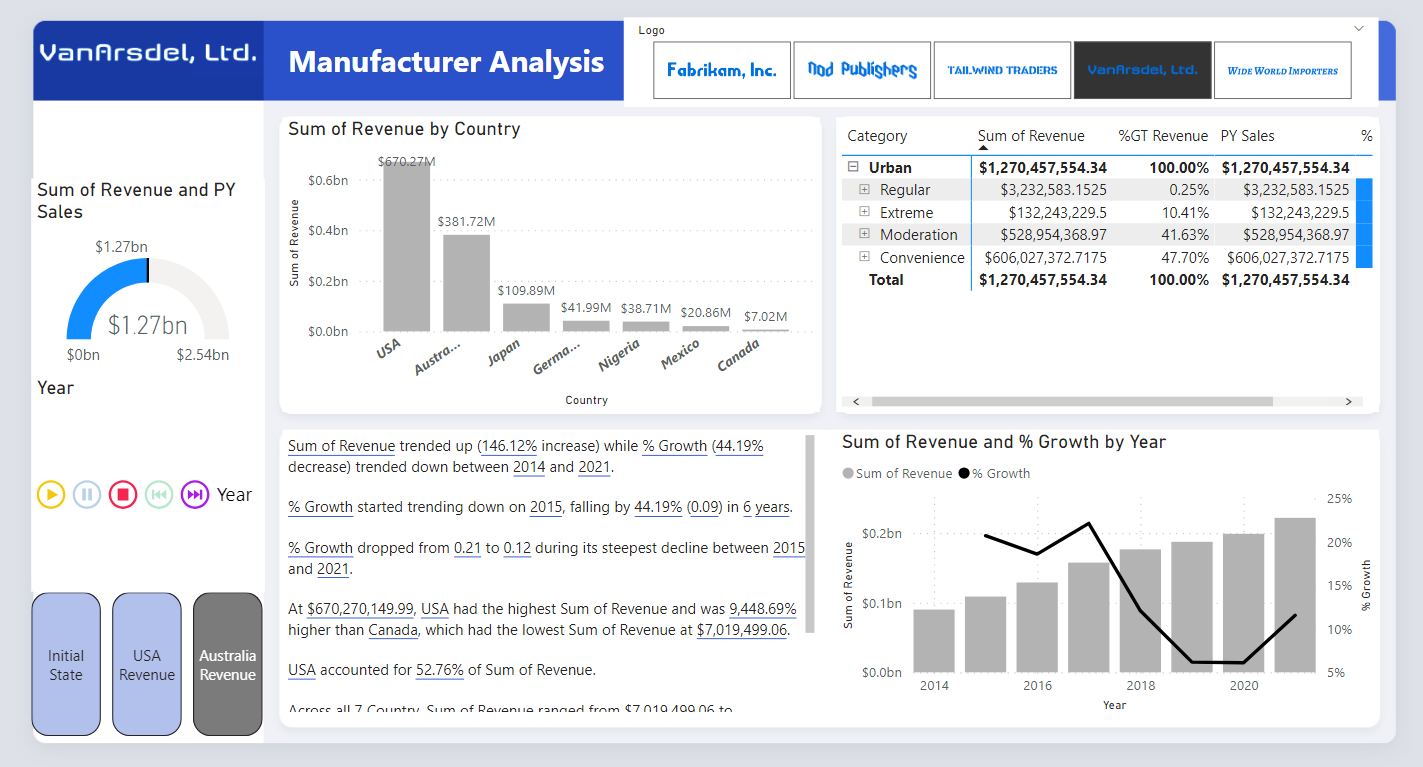 VanArsdel, Ltd.
Manufacturer Analysis
Logo
Fabrikam, Inc.
Nod Publishers
TAILWIND TRADERS
VanArsdel, Ltd.
WIDE WORLD IMPORTERS
Sum of Revenue and PY
Sales
$1.27bn
$1.27bn
$0bn
$2.54bn
Year
Year
Initial
State
USA
Revenue
Australia
Revenue
Sum of Revenue by Country
Sum of Revenue
$0.6bn
$0.4bn
$0.2bn
$0.0bn
$670.27M
$381.72M
$109.89M
$41.99M
$38.71M
$20.86M
$7.02M
USA
Austra...
Japan
Germa...
Nigeria
Mexico
Canada
Country
Category Sum of Revenue %GT Revenue PY Sales %
Urban $1,270,457,554.34 100.00% $1,270,457,554.34
Regular $3,232,583.1525 0.25% $3,232,583.1525
Extreme $132,243,229.5 10.41% $132,243,229.5
Moderation $528,954,368.97 41.63% $528,954,368.97
Convenience $606,027,372.7175 47.70% $606,027,372.7175
Total $1,270,457,554.34 100.00% $1,270,457,554.34
Sum of Revenue trended up (146.12% increase) while % Growth (44.19%
decrease) trended down between 2014 and 2021.
% Growth started trending down on 2015, falling by 44.19% (0.09) in 6 years.
% Growth dropped from 0.21 to 0.12 during its steepest decline between 2015
and 2021.
At $670,270,149.99, USA had the highest Sum of Revenue and was 9,448.69%
higher than Canada, which had the lowest Sum of Revenue at $7,019,499.06.
USA accounted for 52.76% of Sum of Revenue.
Across all 7 Country, Sum of Revenue ranged from $7,019,499.06 to
Sum of Revenue and % Growth by Year
Sum of Revenue
% Growth
Sum of Revenue
$0.2bn
$0.1bn
$0.0bn
25%
20%
15%
10%
5%
% Growth
2014
2016
2018
2020
Year